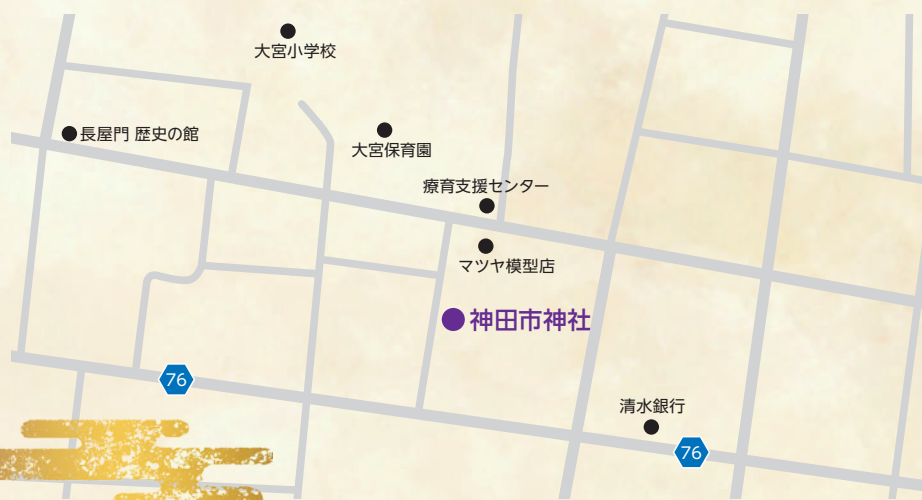 大宮小学校
長屋門 歴史の館
大宮保育園
療育支援センター
マツヤ模型店
神田市神社
76
清水銀行
76